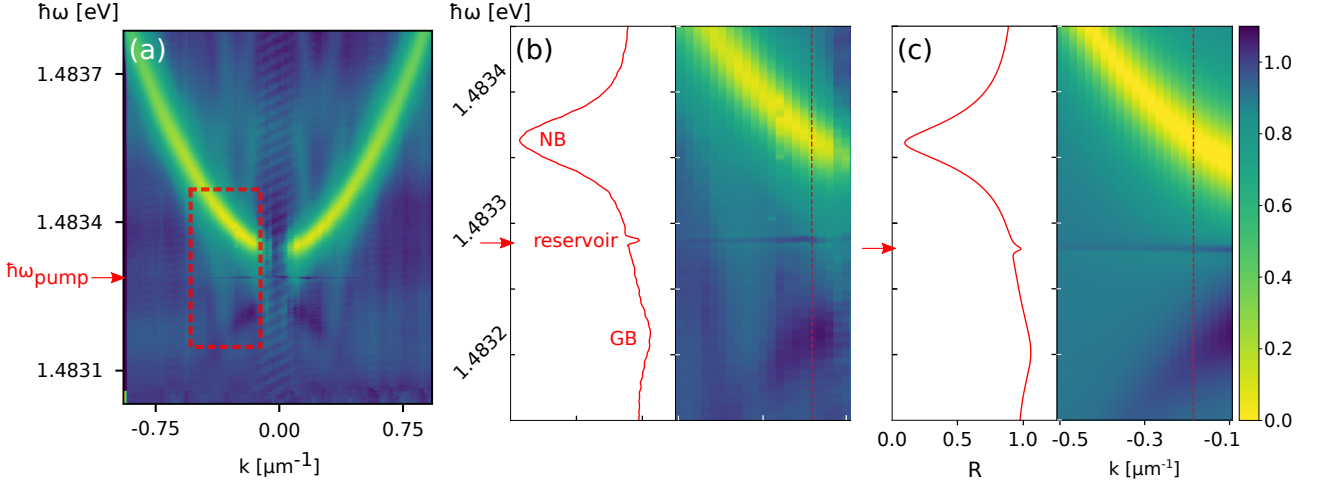 ħω [eV]
(a)
1.4837
1.4834
ħω_pump
1.4831
-0.75
0.00
0.75
k [μm⁻¹]
ħω [eV]
(b)
1.4834
NB
1.4833
reservoir
GB
1.4832
(c)
0.0
0.5
1.0
R
-0.5
-0.3
-0.1
k [μm⁻¹]
1.0
0.8
0.6
0.4
0.2
0.0